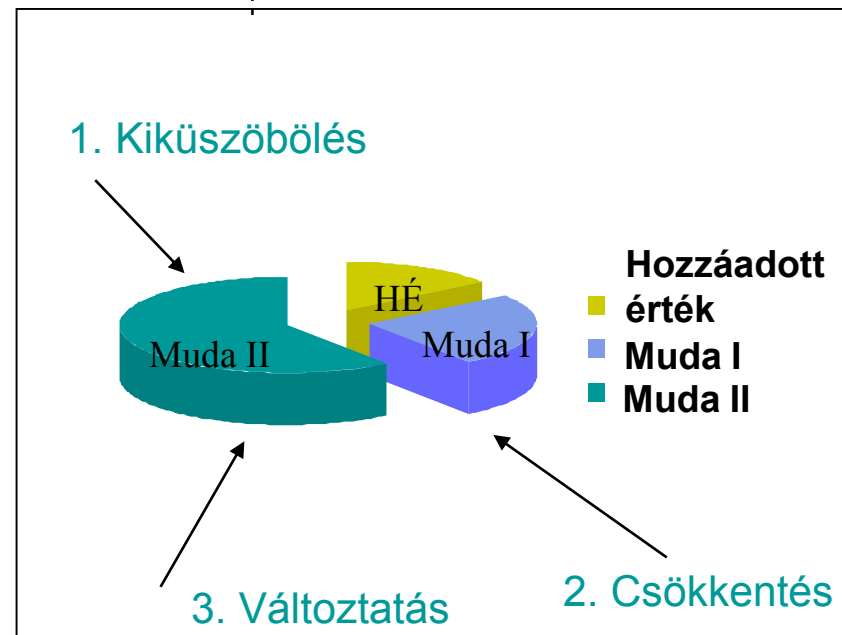 1. Kiküszöbölés
HÉ
Muda II
Muda I
Hozzáadott
érték
Muda I
Muda II
2. Csökkentés
3. Változtatás